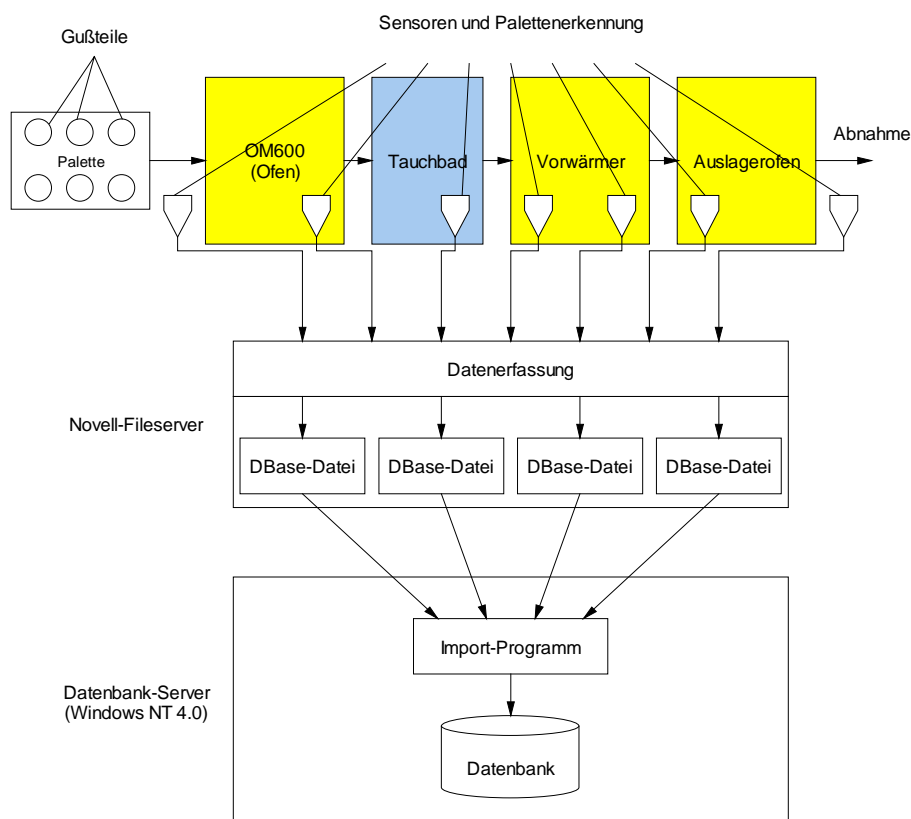 Sensoren und Palettenerkennung
Gußteile
Palette
OM600
(Ofen)
Tauchbad
Vorwärmer
Auslagerofen
Abnahme
Datenerfassung
Novell-Fileserver
DBase-Datei
DBase-Datei
DBase-Datei
DBase-Datei
Import-Programm
Datenbank-Server
(Windows NT 4.0)
Datenbank